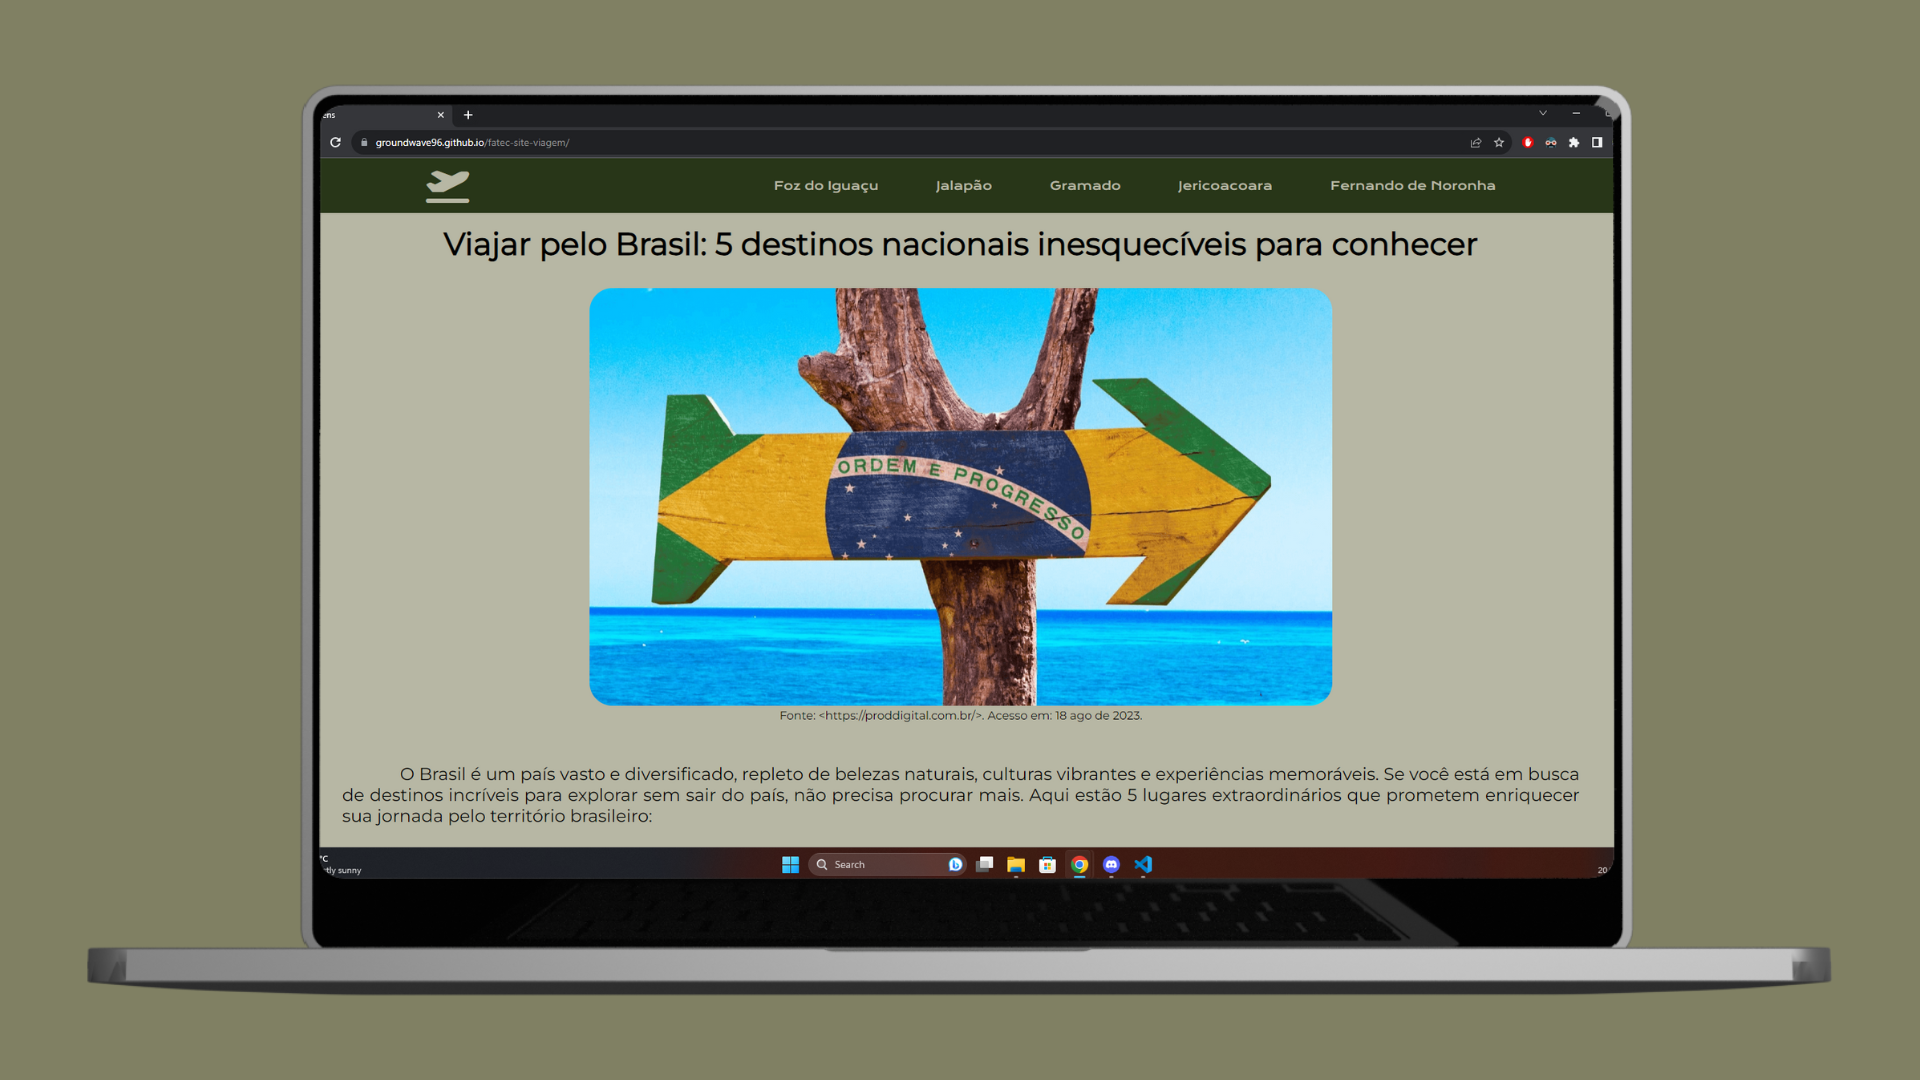 ens
groundwave96.github.io/fatec-site-viagem/
Foz do Iguaçu Jalapão Gramado Jericoacoara Fernando de Noronha
Viajar pelo Brasil: 5 destinos nacionais inesquecíveis para conhecer
ORDEM E PROGRESSO
Fonte: <https://proddigital.com.br/>. Acesso em: 18 ago de 2023.
O Brasil é um país vasto e diversificado, repleto de belezas naturais, culturas vibrantes e experiências memoráveis. Se você está em busca
de destinos incríveis para explorar sem sair do país, não precisa procurar mais. Aqui estão 5 lugares extraordinários que prometem enriquecer
sua jornada pelo território brasileiro:
°C
tly sunny
Search
20